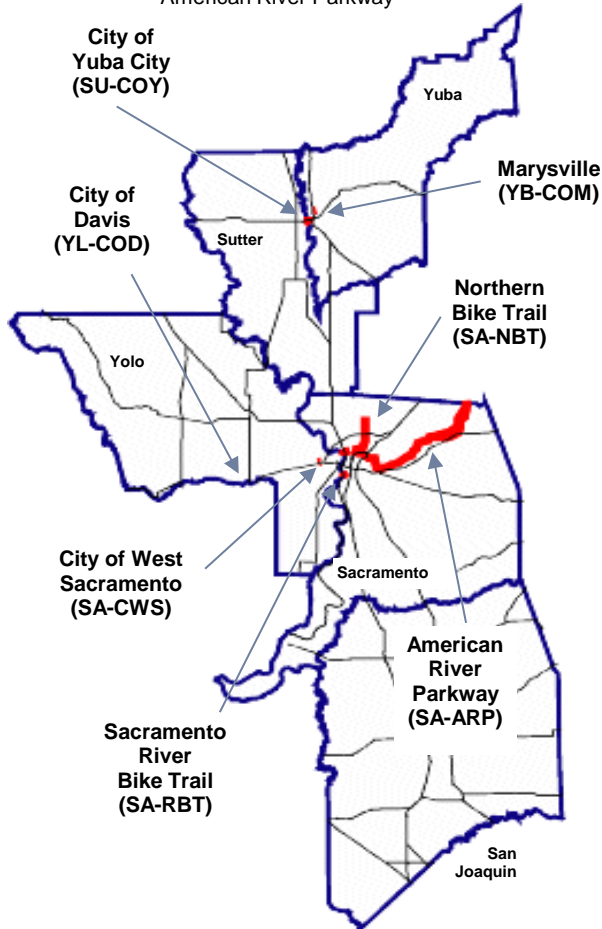 American River Parkway
City of
Yuba City
(SU-COY)
Yuba
Marysville
(YB-COM)
City of
Davis
(YL-COD)
Sutter
Northern
Bike Trail
(SA-NBT)
Yolo
City of West
Sacramento
(SA-CWS)
Sacramento
American
River
Parkway
(SA-ARP)
Sacramento
River
Bike Trail
(SA-RBT)
San
Joaquin